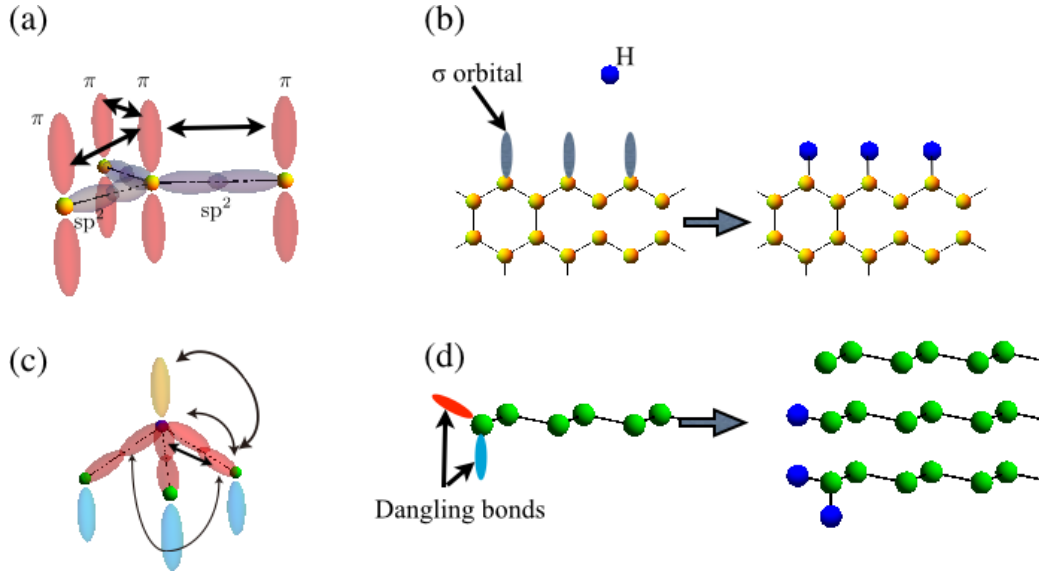 (a)
π
π
π
π
sp²
sp²
(b)
H
σ orbital
(c)
(d)
Dangling bonds